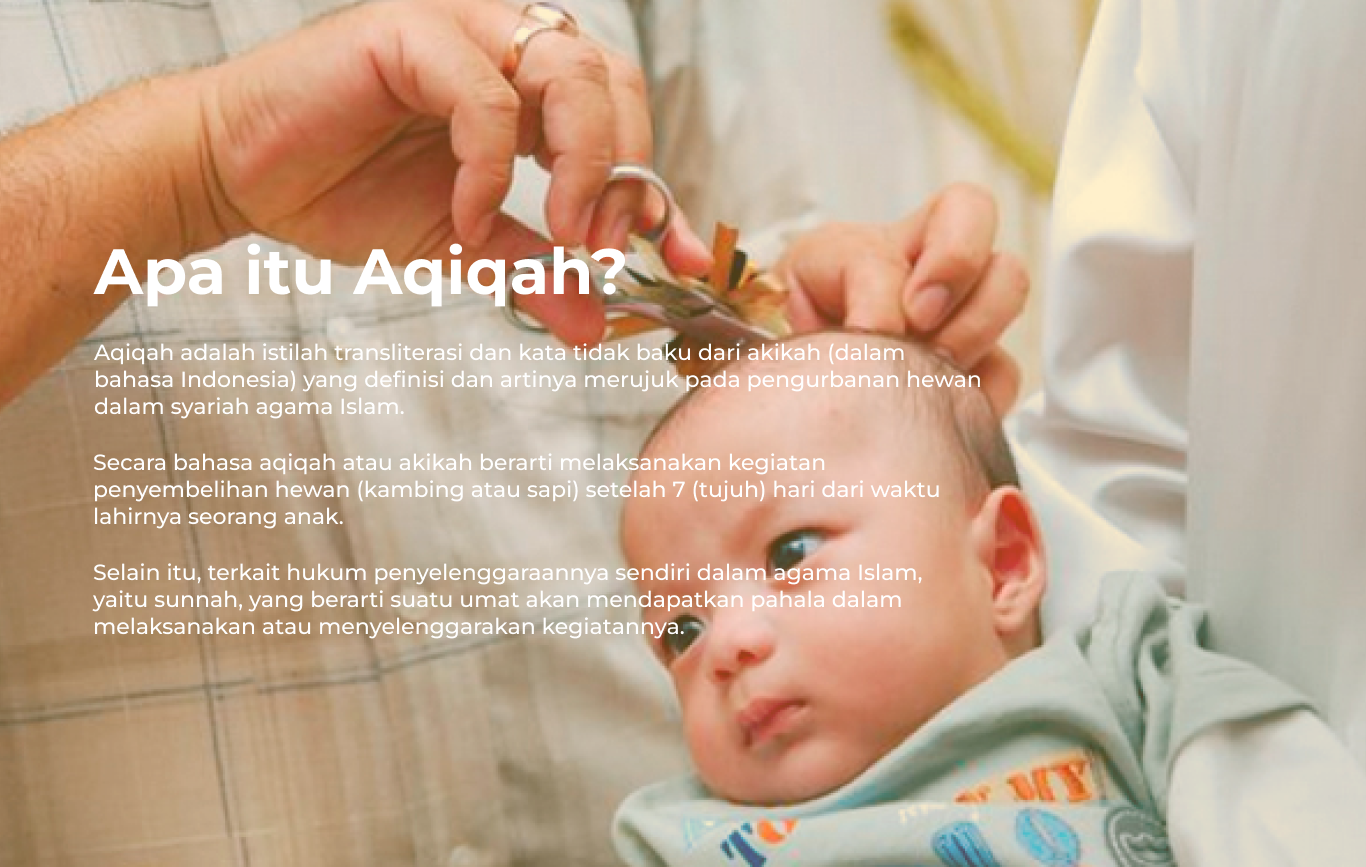 Apa itu Aqiqah?
Aqiqah adalah istilah transliterasi dan kata tidak baku dari akikah (dalam
bahasa Indonesia) yang definisi dan artinya merujuk pada pengurbanan hewan
dalam syariah agama Islam.
Secara bahasa aqiqah atau akikah berarti melaksanakan kegiatan
penyembelihan hewan (kambing atau sapi) setelah 7 (tujuh) hari dari waktu
lahirnya seorang anak.
Selain itu, terkait hukum penyelenggaraannya sendiri dalam agama Islam,
yaitu sunnah, yang berarti suatu umat akan mendapatkan pahala dalam
melaksanakan atau menyelenggarakan kegiatannya.
MY